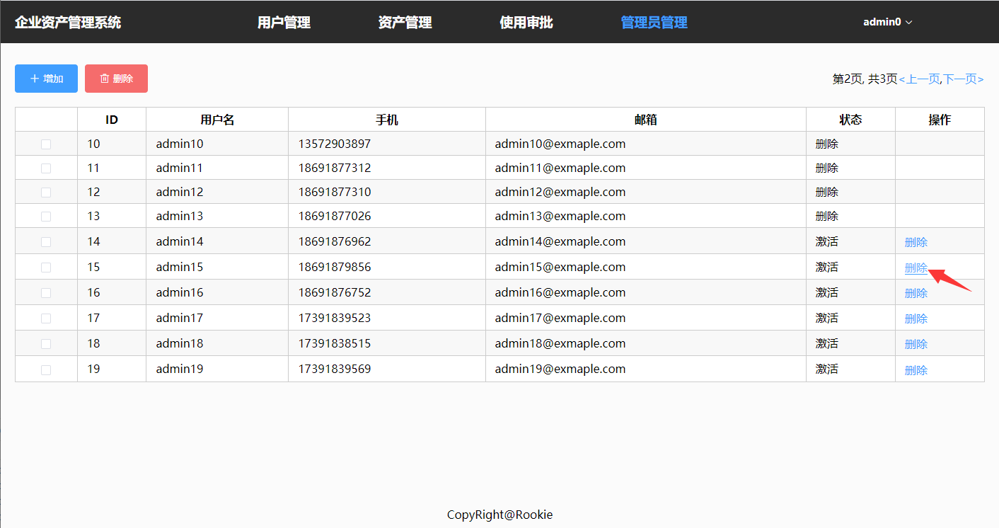 企业资产管理系统 用户管理 资产管理 使用审批 管理员管理 admin0
增加 删除 第2页, 共3页<上一页,下一页>
ID 用户名 手机 邮箱 状态 操作
10 admin10 13572903897 admin10@exmaple.com 删除
11 admin11 18691877312 admin11@exmaple.com 删除
12 admin12 18691877310 admin12@exmaple.com 删除
13 admin13 18691877026 admin13@exmaple.com 删除
14 admin14 18691876962 admin14@exmaple.com 激活 删除
15 admin15 18691879856 admin15@exmaple.com 激活 删除
16 admin16 18691876752 admin16@exmaple.com 激活 删除
17 admin17 17391839523 admin17@exmaple.com 激活 删除
18 admin18 17391838515 admin18@exmaple.com 激活 删除
19 admin19 17391839569 admin19@exmaple.com 激活 删除
CopyRight@Rookie